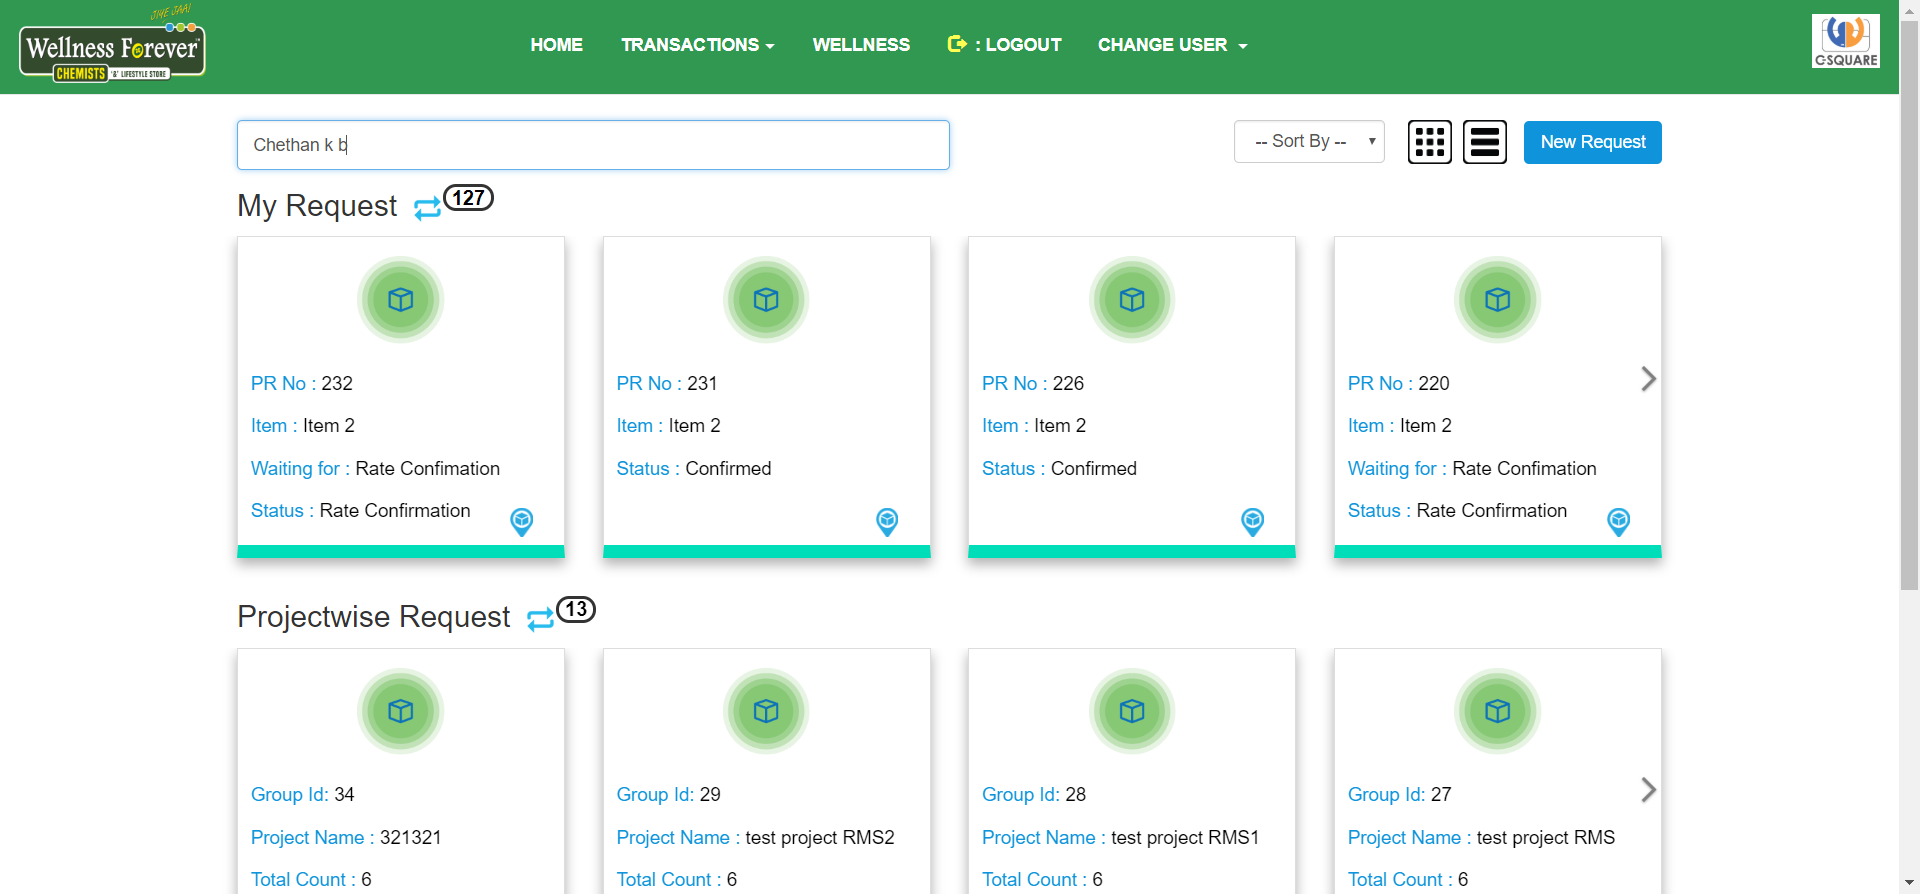 JIYE JAA!
Wellness Forever
CHEMISTS '&' LIFESTYLE STORE
HOME
TRANSACTIONS
WELLNESS
: LOGOUT
CHANGE USER
C-SQUARE
Chethan k b
-- Sort By --
New Request
My Request 127
PR No : 232
Item : Item 2
Waiting for : Rate Confimation
Status : Rate Confirmation
PR No : 231
Item : Item 2
Status : Confirmed
PR No : 226
Item : Item 2
Status : Confirmed
PR No : 220
Item : Item 2
Waiting for : Rate Confimation
Status : Rate Confirmation
Projectwise Request 13
Group Id: 34
Project Name : 321321
Total Count : 6
Group Id: 29
Project Name : test project RMS2
Total Count : 6
Group Id: 28
Project Name : test project RMS1
Total Count : 6
Group Id: 27
Project Name : test project RMS
Total Count : 6